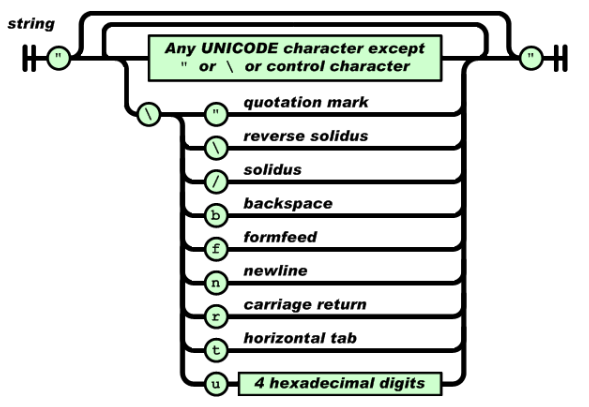 string
" Any UNICODE character except "
" or \ or control character
\ " quotation mark
\ reverse solidus
/ solidus
b backspace
f formfeed
n newline
r carriage return
t horizontal tab
u 4 hexadecimal digits